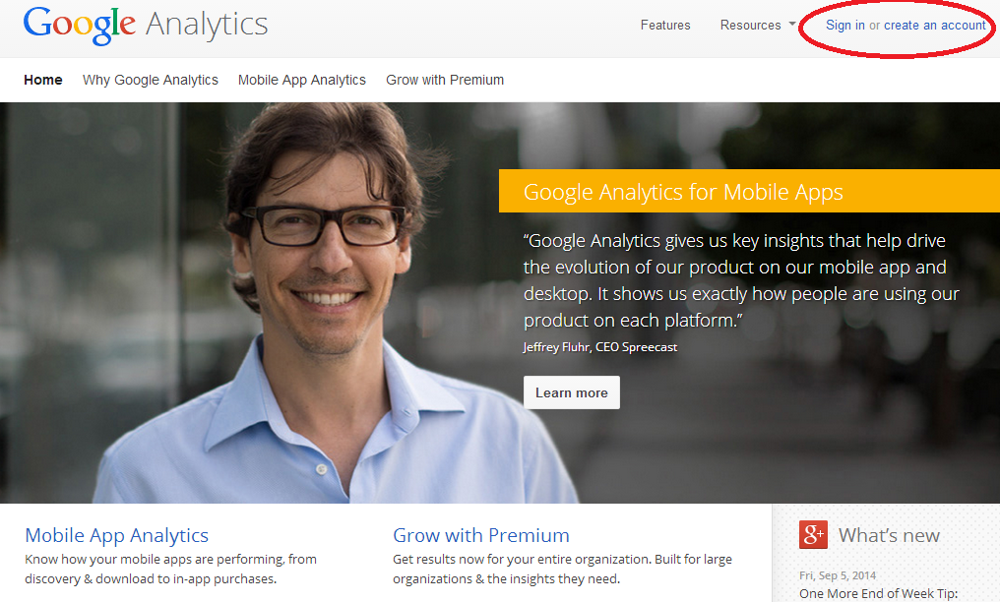 Google Analytics
Features
Resources
Sign in or create an account
Home
Why Google Analytics
Mobile App Analytics
Grow with Premium
Google Analytics for Mobile Apps
“Google Analytics gives us key insights that help drive
the evolution of our product on our mobile app and
desktop. It shows us exactly how people are using our
product on each platform.”
Jeffrey Fluhr, CEO Spreecast
Learn more
Mobile App Analytics
Know how your mobile apps are performing, from
discovery & download to in-app purchases.
Grow with Premium
Get results now for your entire organization. Built for large
organizations & the insights they need.
g+
What’s new
Fri, Sep 5, 2014
One More End of Week Tip: